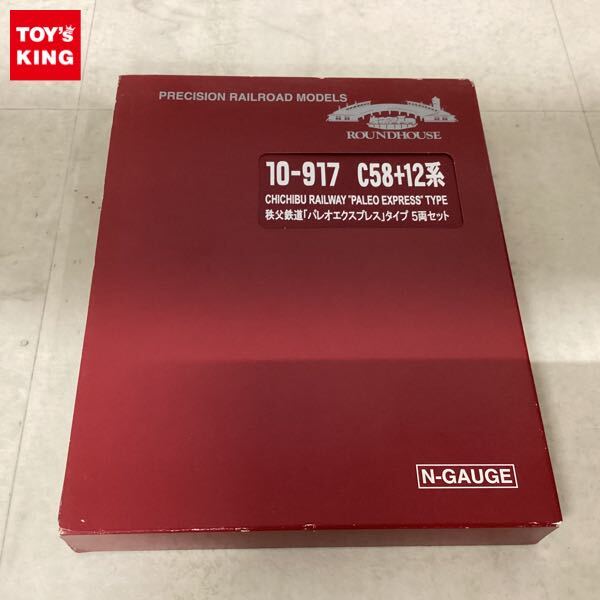 TOY'S
KING
PRECISION RAILROAD MODELS
ROUNDHOUSE
10-917 C58+12系
CHICHIBU RAILWAY "PALEO EXPRESS" TYPE
秩父鉄道「パレオエクスプレス」タイプ 5両セット
N-GAUGE